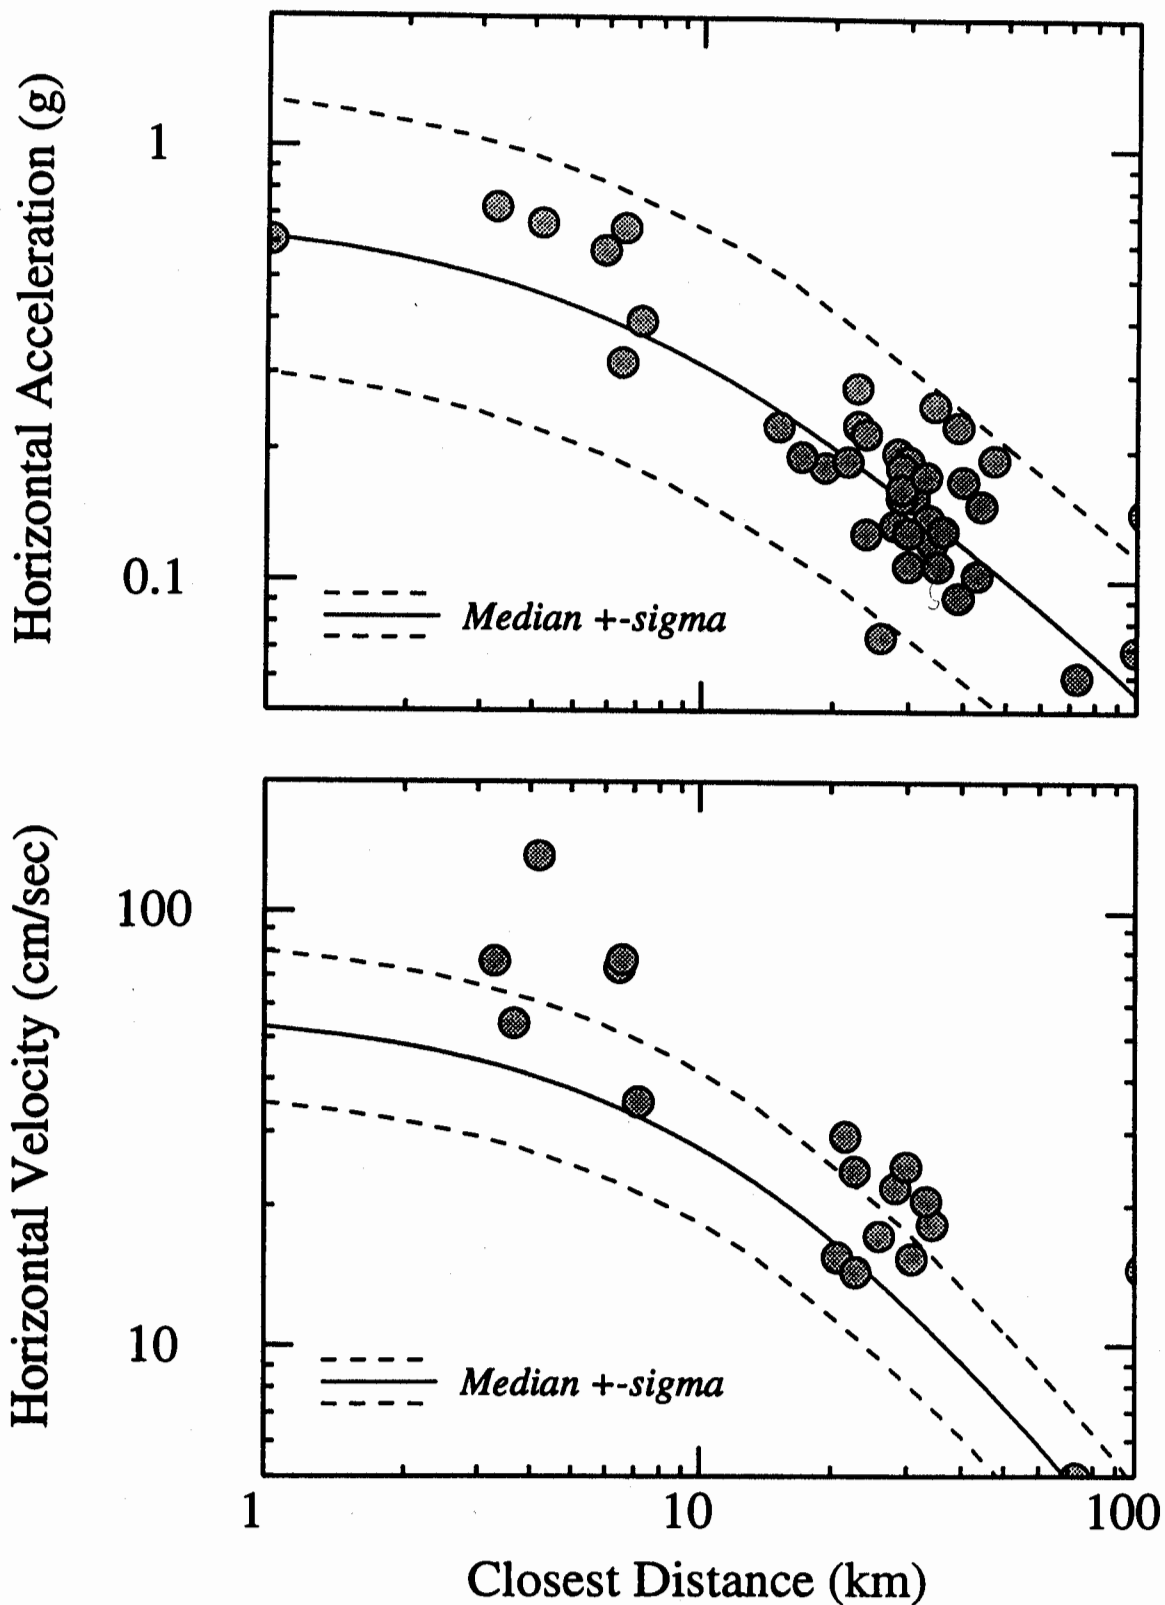 Horizontal Acceleration (g)
1
0.1
Median +-sigma
Horizontal Velocity (cm/sec)
100
10
Median +-sigma
1 10 100
Closest Distance (km)